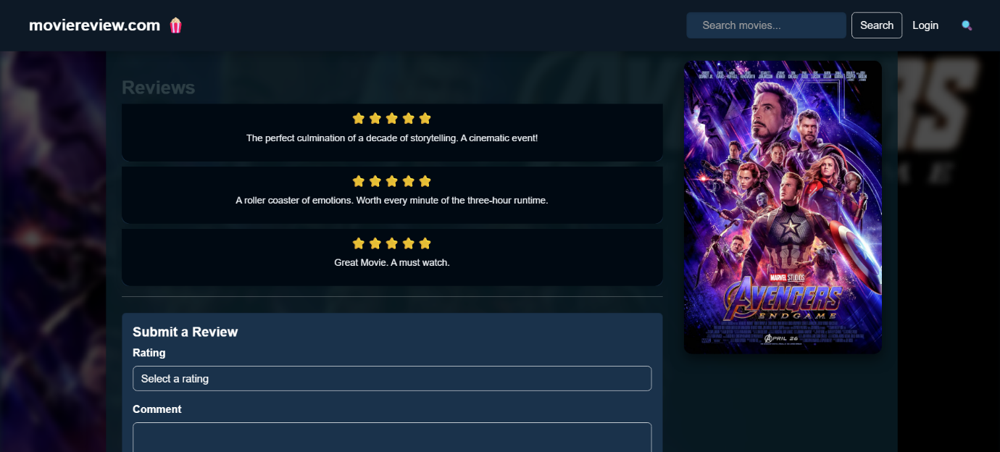 moviereview.com
Search movies...
Search
Login
Reviews
The perfect culmination of a decade of storytelling. A cinematic event!
A roller coaster of emotions. Worth every minute of the three-hour runtime.
Great Movie. A must watch.
Submit a Review
Rating
Select a rating
Comment
MARVEL STUDIOS
AVENGERS
ENDGAME
APRIL 26